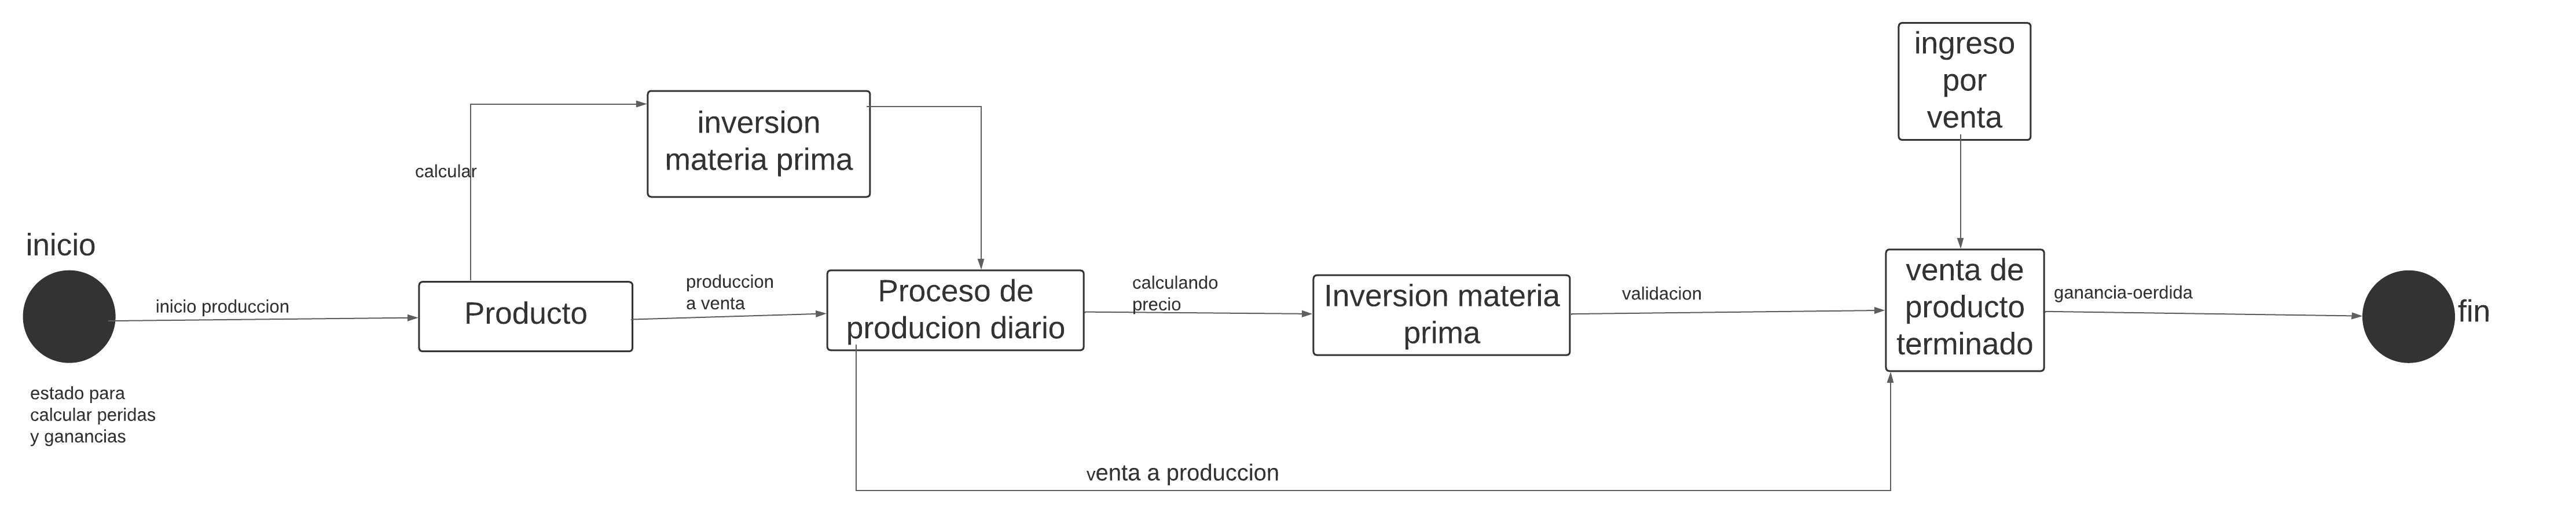 inicio
estado para
calcular peridas
y ganancias
inicio produccion
calcular
inversion
materia prima
Producto
produccion
a venta
Proceso de
producion diario
calculando
precio
Inversion materia
prima
validacion
ingreso
por
venta
venta de
producto
terminado
ganancia-oerdida
fin
venta a produccion